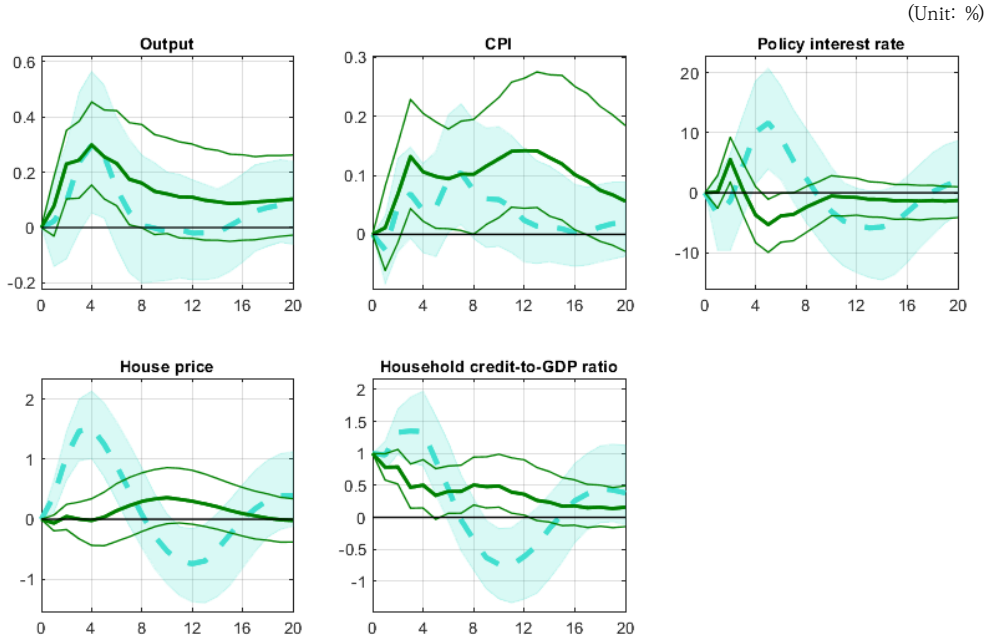 (Unit: %)
Output
CPI
Policy interest rate
0.6
0.4
0.2
0
-0.2
0 4 8 12 16 20
0.3
0.2
0.1
0
0 4 8 12 16 20
20
10
0
-10
0 4 8 12 16 20
House price
Household credit-to-GDP ratio
2
1
0
-1
0 4 8 12 16 20
2
1.5
1
0.5
0
-0.5
-1
0 4 8 12 16 20